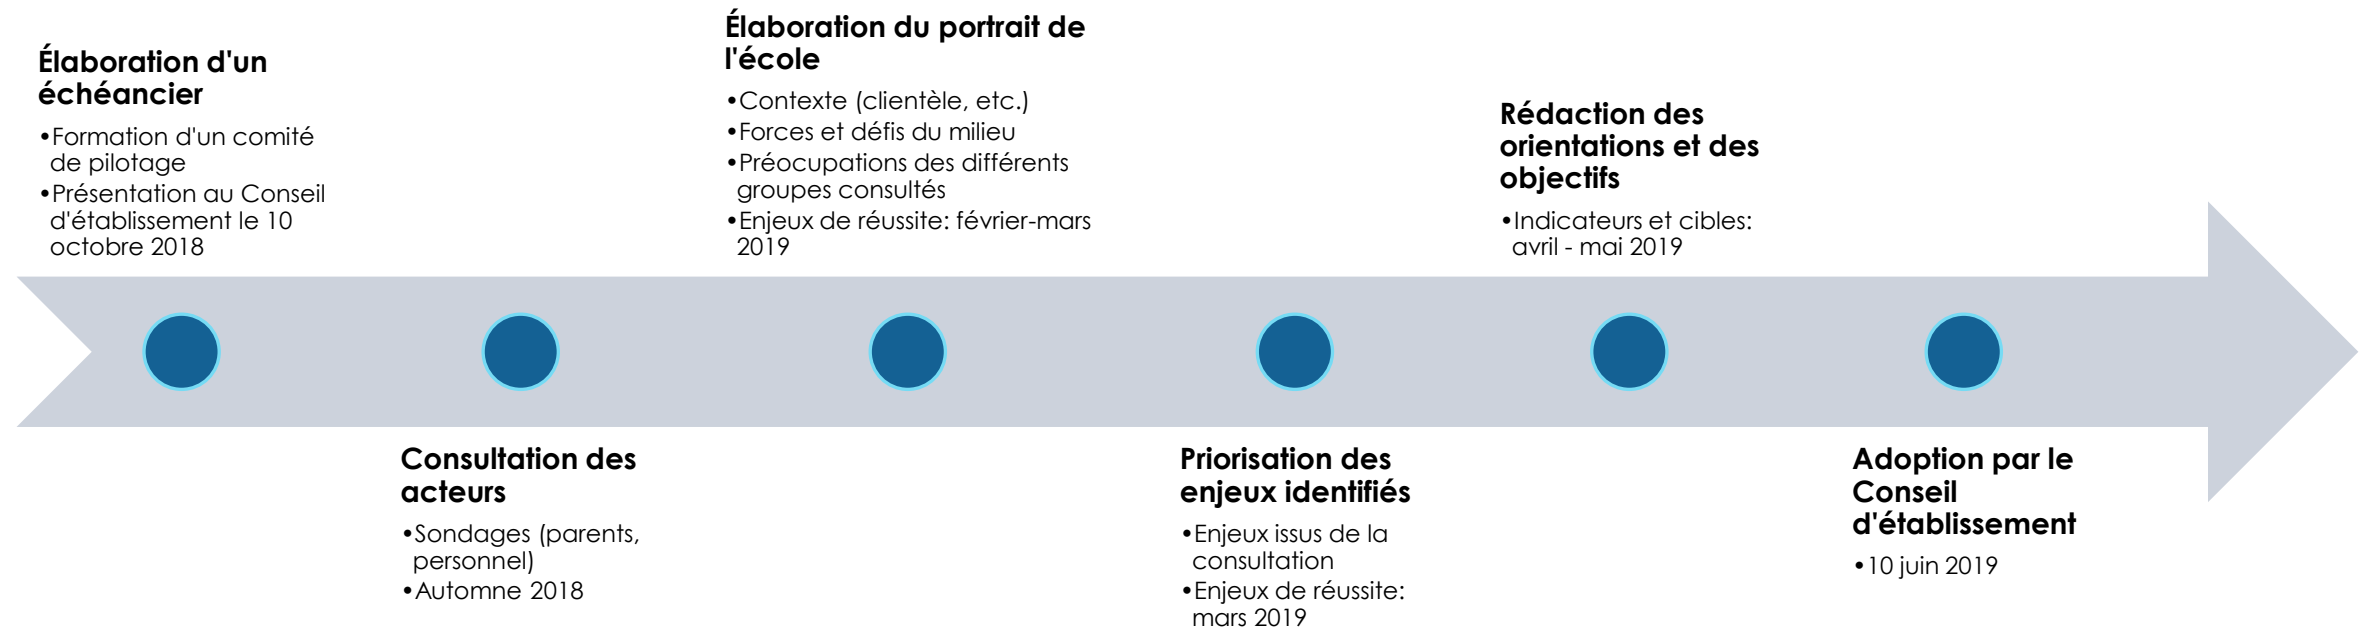 Élaboration d'un
échéancier
•Formation d'un comité
de pilotage
•Présentation au Conseil
d'établissement le 10
octobre 2018
Consultation des
acteurs
•Sondages (parents,
personnel)
•Automne 2018
Élaboration du portrait de
l'école
•Contexte (clientèle, etc.)
•Forces et défis du milieu
•Préocupations des différents
groupes consultés
•Enjeux de réussite: février-mars
2019
Priorisation des
enjeux identifiés
•Enjeux issus de la
consultation
•Enjeux de réussite:
mars 2019
Rédaction des
orientations et des
objectifs
•Indicateurs et cibles:
avril - mai 2019
Adoption par le
Conseil
d'établissement
•10 juin 2019